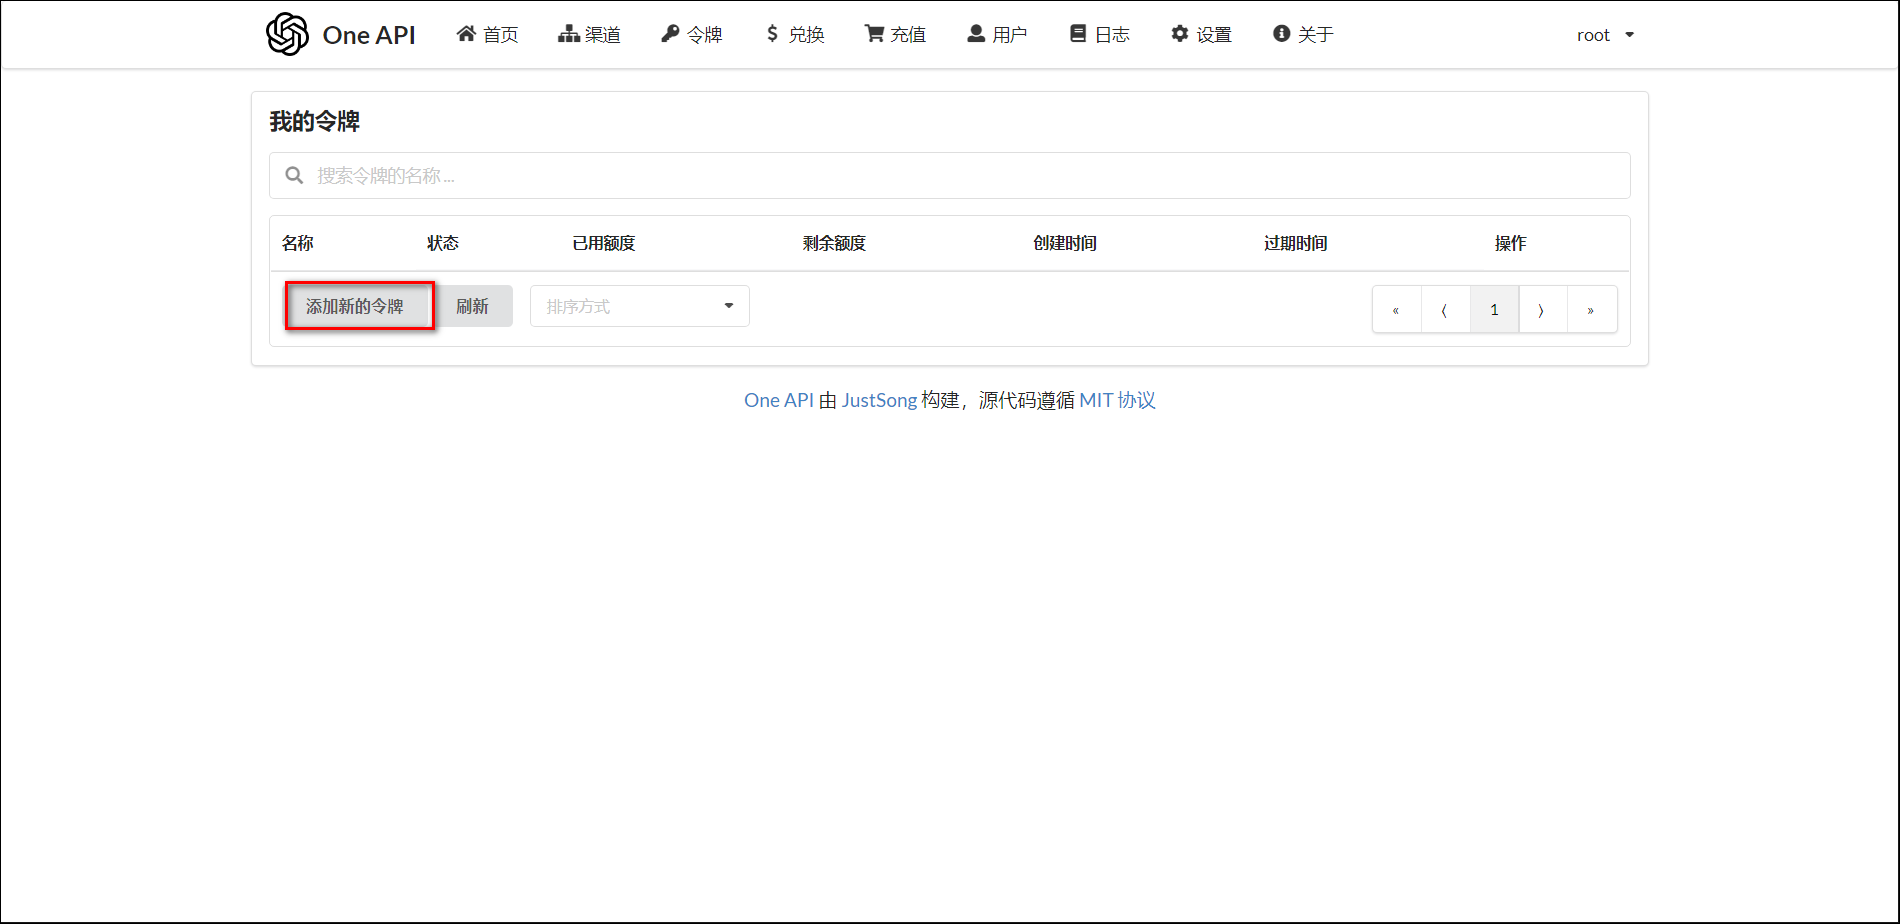 One API 首页 渠道 令牌 兑换 充值 用户 日志 设置 关于 root
我的令牌
搜索令牌的名称 ...
名称 状态 已用额度 剩余额度 创建时间 过期时间 操作
添加新的令牌 刷新 排序方式 « ⟨ 1 ⟩ »
One API 由 JustSong 构建，源代码遵循 MIT 协议